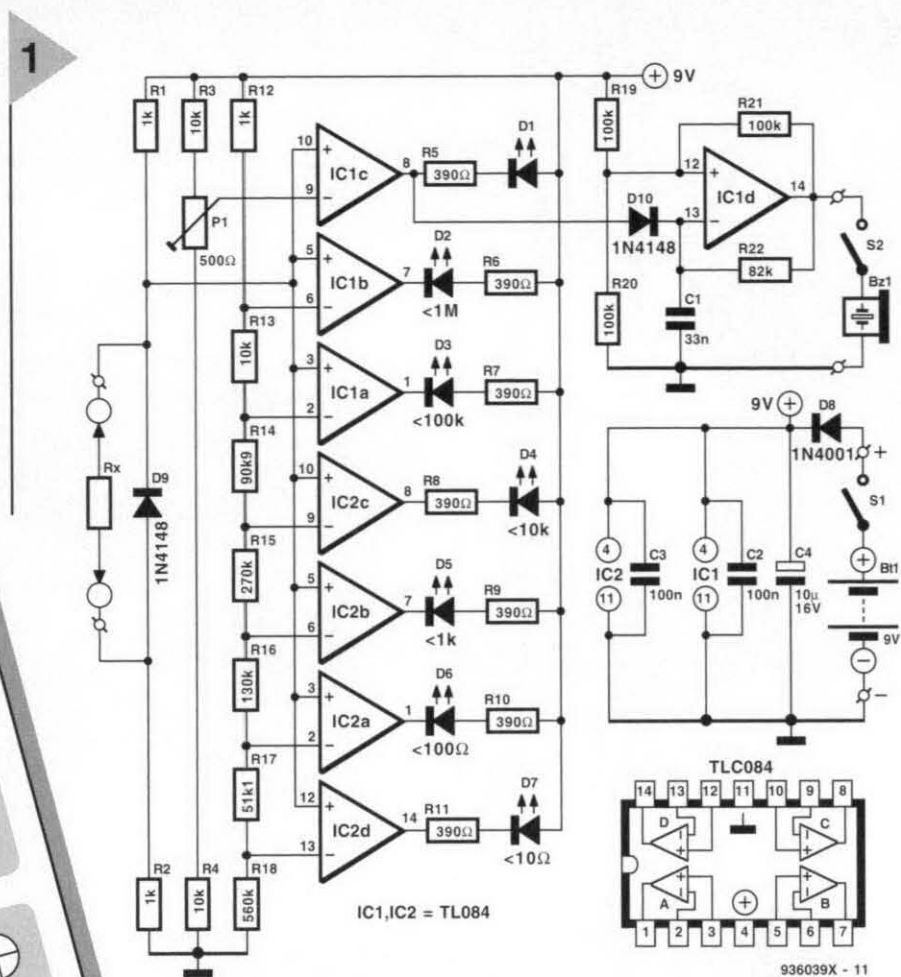 1
R1
1k
R3
10k
R12
1k
P1
500Ω
R13
10k
R14
90k9
R15
270k
R16
130k
R17
51k1
R18
560k
R2
1k
R4
10k
Rx
D9
1N4148
10
9
IC1c
8
R5
390Ω
D1
5
6
IC1b
7
D2
<1M
R6
390Ω
3
2
IC1a
1
D3
<100k
R7
390Ω
10
9
IC2c
8
R8
390Ω
D4
<10k
5
6
IC2b
7
D5
<1k
R9
390Ω
3
2
IC2a
1
D6
<100Ω
R10
390Ω
12
13
IC2d
14
R11
390Ω
D7
<10Ω
IC1,IC2 = TL084
+ 9V
R19
100k
R20
100k
R21
100k
12
13
IC1d
14
D10
1N4148
R22
82k
C1
33n
S2
Bz1
9V
+
D8
1N4001
+
S1
+
Bt1
9V
−
−
4
IC2
11
C3
100n
4
IC1
11
C2
100n
C4
10µ
16V
TLC084
14 13 12 11 10 9 8
D
C
A
B
+
1 2 3 4 5 6 7
936039X - 11